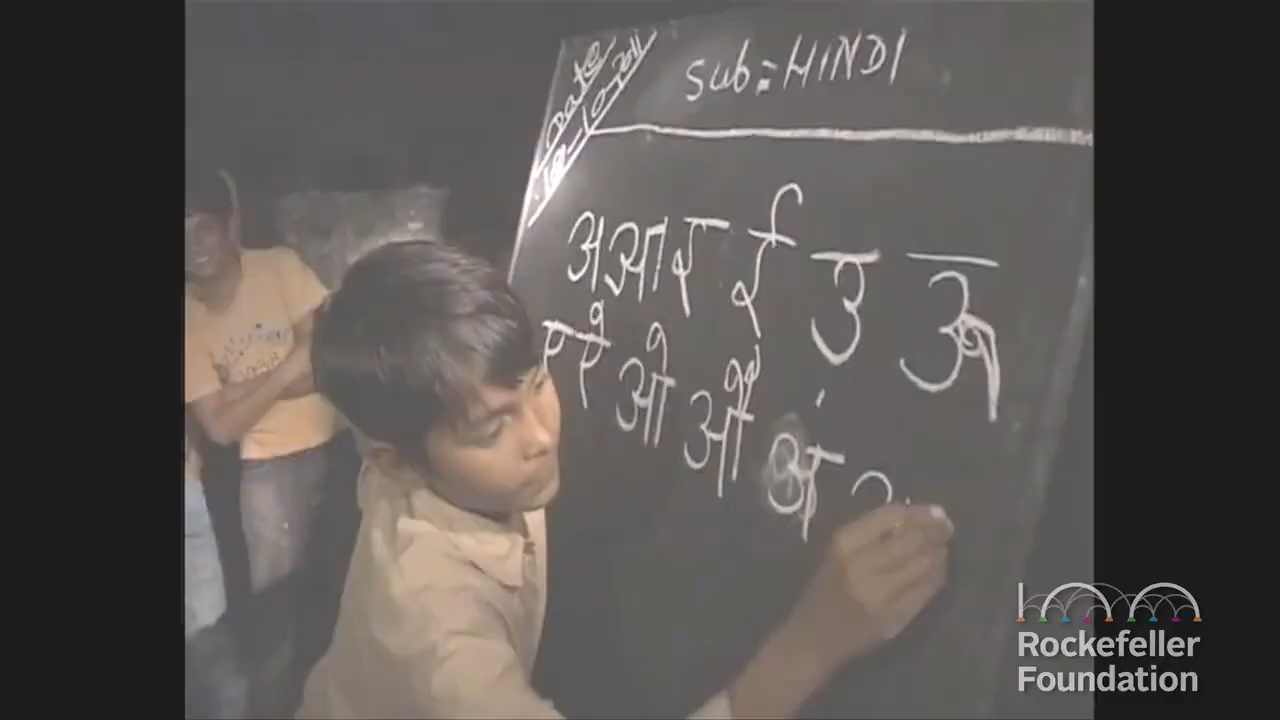 Date
Sub:- HINDI
अ आ इ ई उ ऊ
ए ऐ ओ औ अं
Rockefeller
Foundation